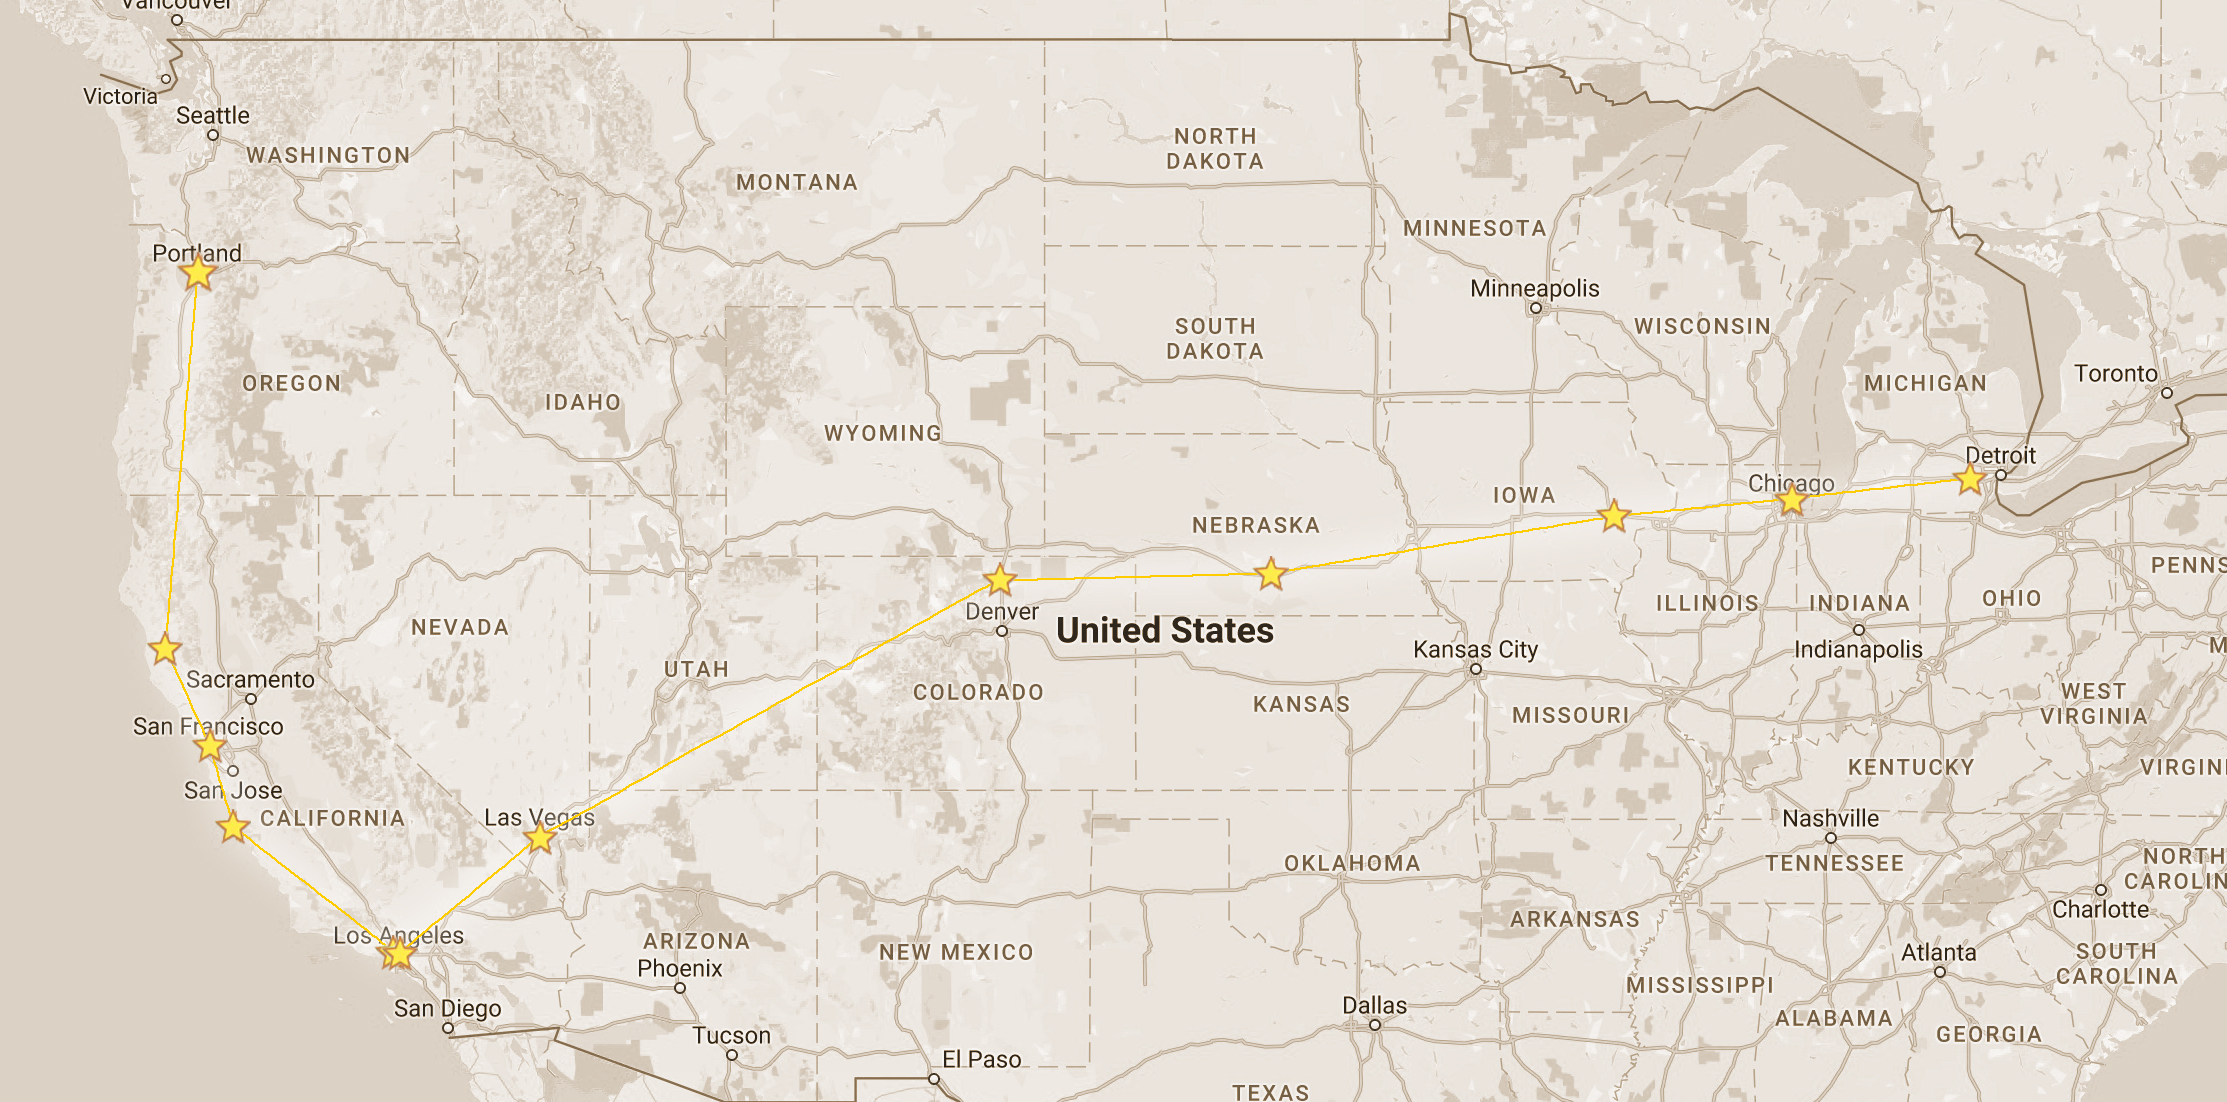 Vancouver
Victoria
Seattle
WASHINGTON
MONTANA
NORTH
DAKOTA
MINNESOTA
Portland
Minneapolis
SOUTH
DAKOTA
WISCONSIN
OREGON
IDAHO
WYOMING
MICHIGAN
Toronto
Detroit
Chicago
IOWA
NEBRASKA
Denver
United States
NEVADA
UTAH
COLORADO
ILLINOIS
INDIANA
OHIO
PENNS
Kansas City
Indianapolis
M
Sacramento
San Francisco
San Jose
CALIFORNIA
Las Vegas
KANSAS
MISSOURI
WEST
VIRGINIA
KENTUCKY
VIRGINI
Nashville
TENNESSEE
NORTH
CAROLIN
Charlotte
OKLAHOMA
ARKANSAS
Los Angeles
ARIZONA
Phoenix
NEW MEXICO
Atlanta
SOUTH
CAROLINA
MISSISSIPPI
San Diego
Tucson
Dallas
ALABAMA
GEORGIA
El Paso
TEXAS